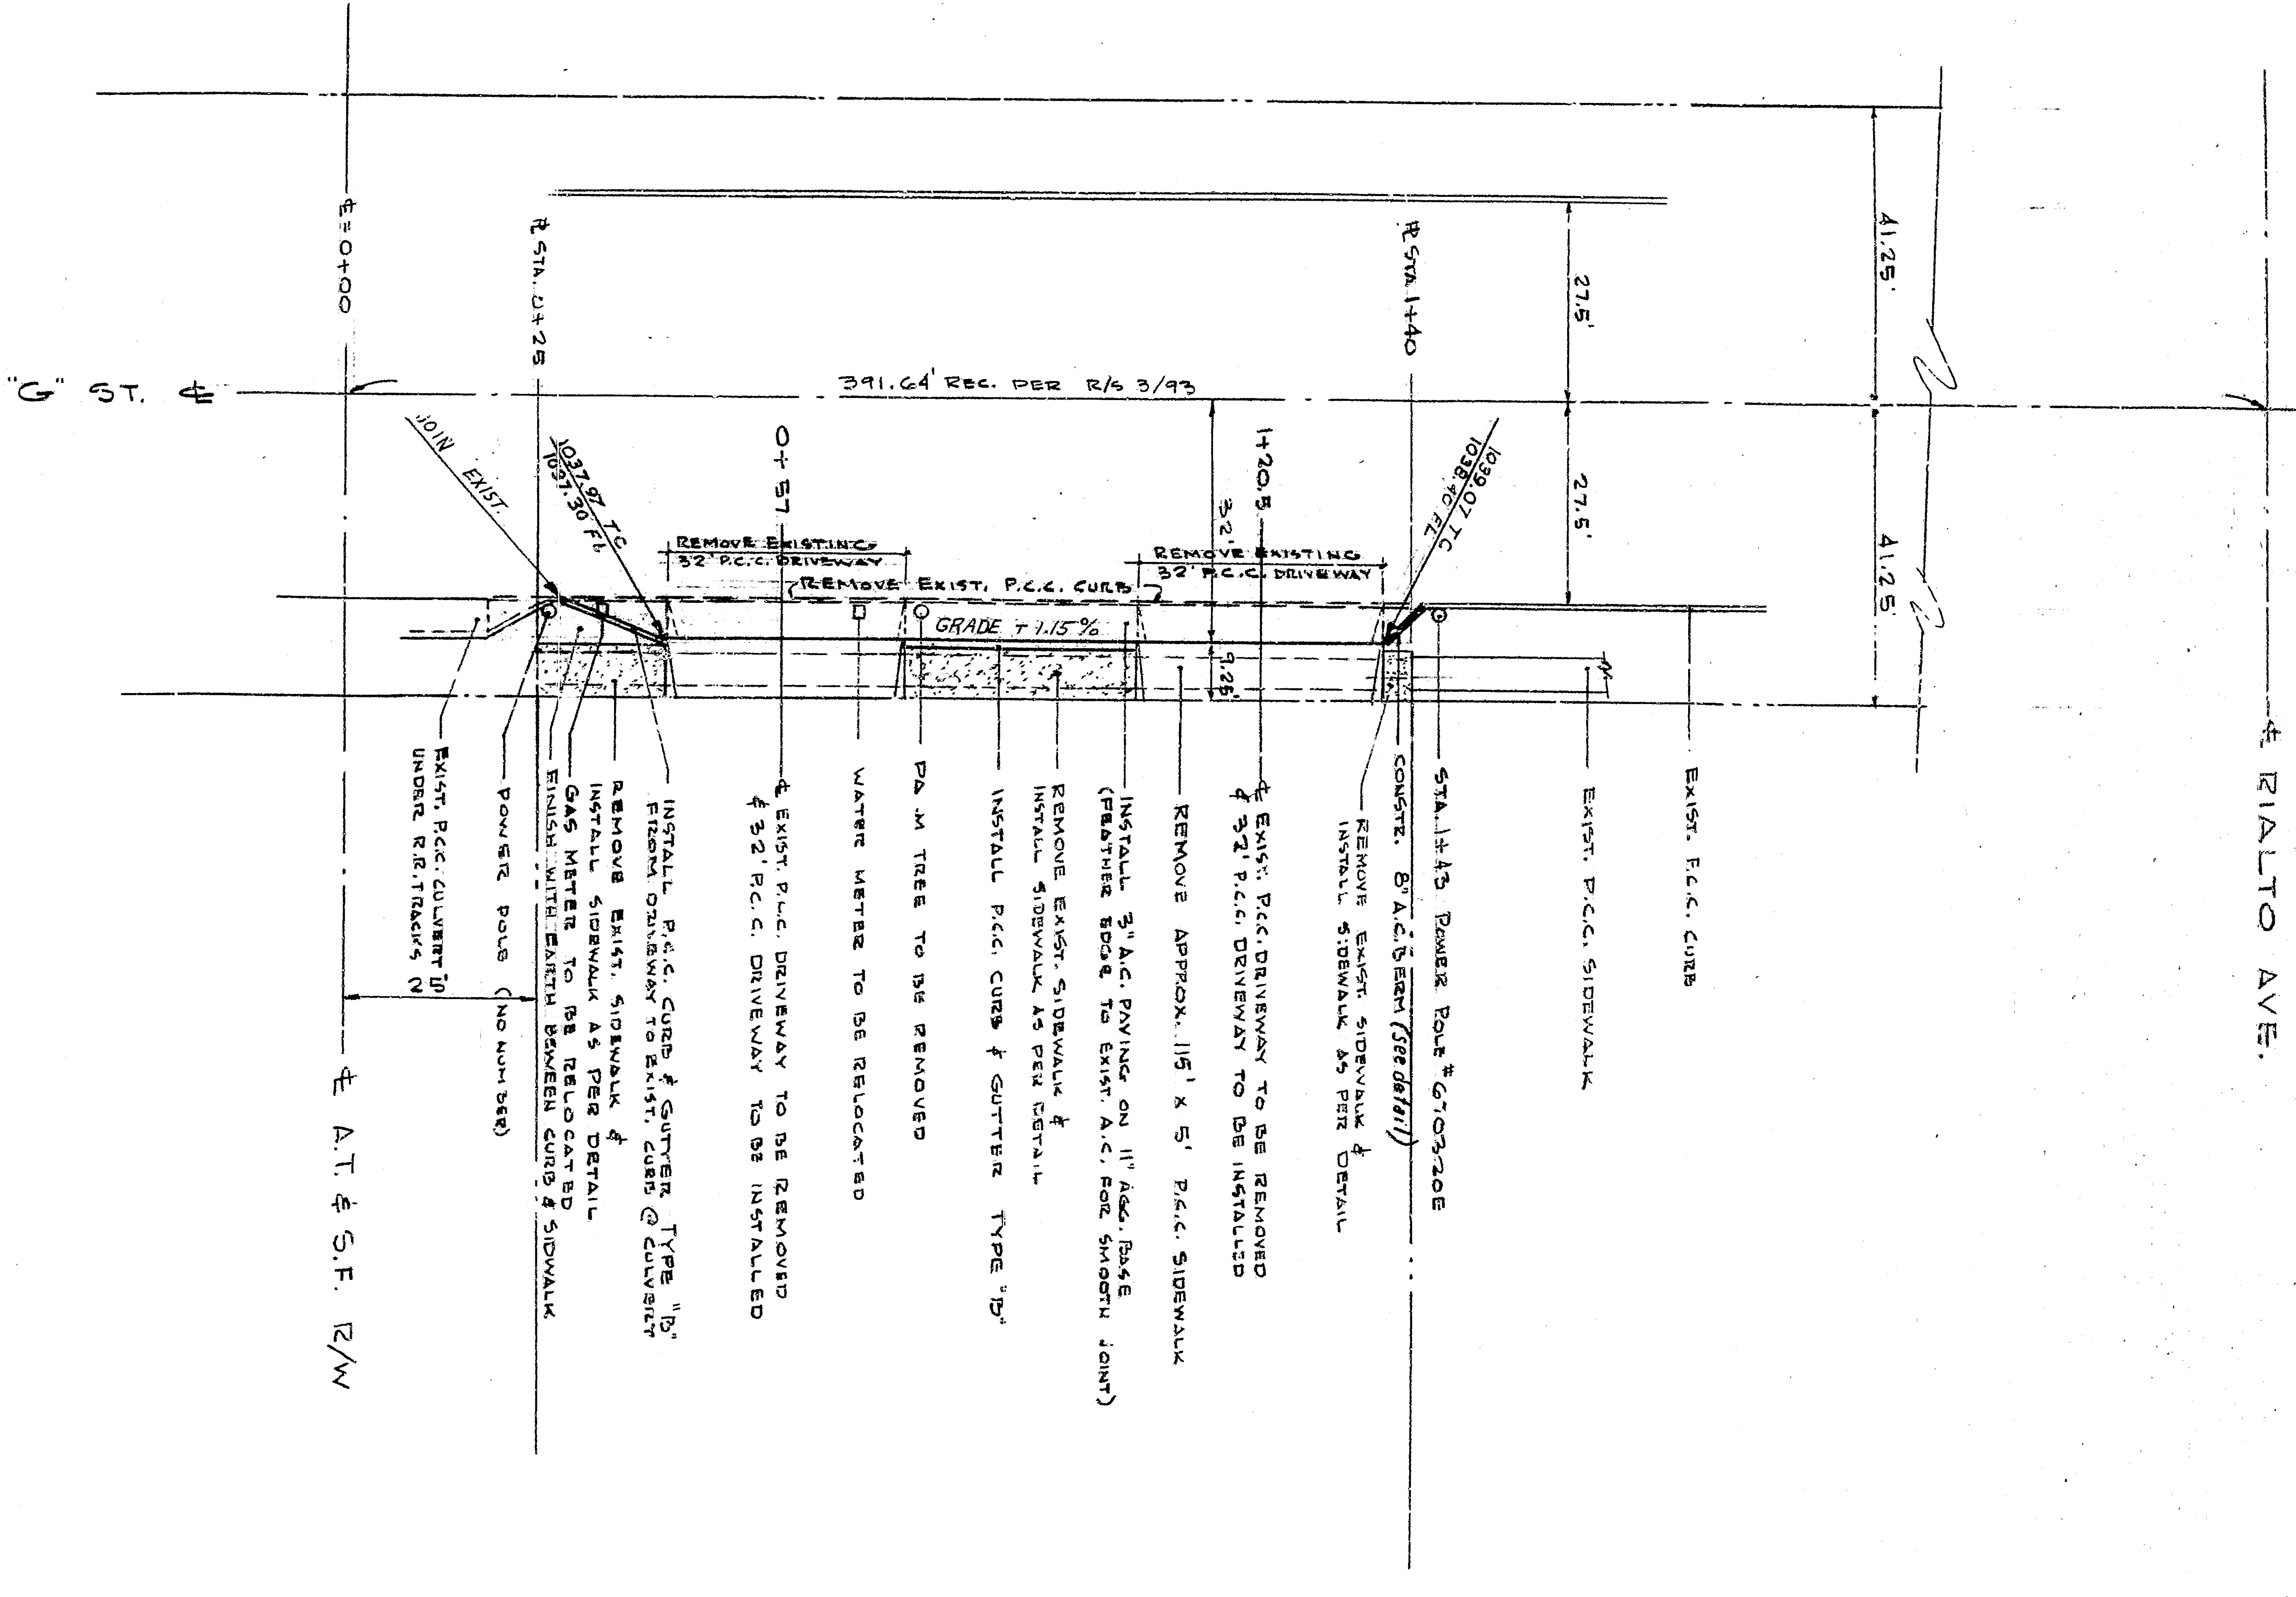 "G" ST. ℄
℄ = 0+00
℄ A.T. & S.F. R/W
℄ RIALTO AVE.
391.64' REC. PER R/S 3/93
41.25'
41.25'
27.5'
27.5'
℞ STA. 0+25
℞ STA 1+40
JOIN EXIST.
1037.97 TC
1037.30 FL
0+57
1+20.5
32'
9.25'
1039.07 TC
1038.40 FL
REMOVE EXISTING
32' P.C.C. DRIVEWAY
REMOVE EXIST. P.C.C. CURB
REMOVE EXISTING
32' P.C.C. DRIVEWAY
GRADE + 1.15%
EXIST. P.C.C. CULVERT
UNDER R.R. TRACKS
POWER POLE (NO NUMBER)
FINISH WITH EARTH BEWEEN CURB & SIDWALK
GAS METER TO BE RELOCATED
REMOVE EXIST. SIDEWALK &
INSTALL SIDEWALK AS PER DETAIL
INSTALL P.C.C. CURB & GUTTER TYPE "B"
FROM DRIVEWAY TO EXIST. CURB @ CULVERT
℄ EXIST. P.C.C. DRIVEWAY TO BE REMOVED
& 32' P.C.C. DRIVEWAY TO BE INSTALLED
WATER METER TO BE RELOCATED
PA M TREE TO BE REMOVED
INSTALL P.C.C. CURB & GUTTER TYPE "B"
REMOVE EXIST. SIDEWALK &
INSTALL SIDEWALK AS PER DETAIL
INSTALL 3" A.C. PAVING ON 11" AGG. BASE
(FEATHER EDGE TO EXIST. A.C. FOR SMOOTH JOINT)
REMOVE APPROX. 115' X 5' P.C.C. SIDEWALK
℄ EXIST. P.C.C. DRIVEWAY TO BE REMOVED
& 32' P.C.C. DRIVEWAY TO BE INSTALLED
REMOVE EXIST. SIDEWALK &
INSTALL SIDEWALK AS PER DETAIL
CONSTR. 8" A.C. BERM (See detail)
STA. 1+43 POWER POLE # 670320E
EXIST. P.C.C. SIDEWALK
EXIST. P.C.C. CURB